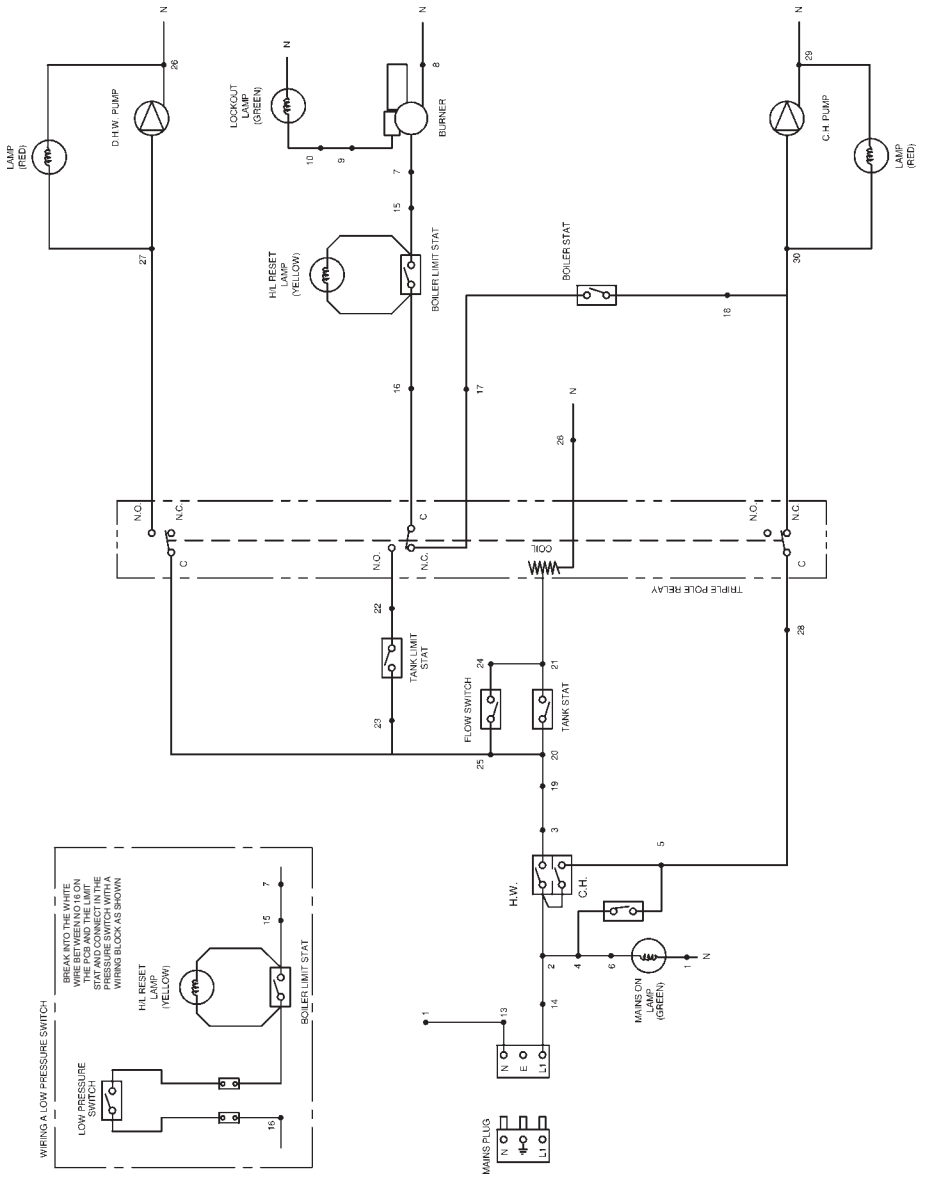 WIRING A LOW PRESSURE SWITCH
BREAK INTO THE WHITE
WIRE BETWEEN NO 16 ON
THE PCB AND THE LIMIT
STAT AND CONNECT IN THE
PRESSURE SWITCH WITH A
WIRING BLOCK AS SHOWN
LOW PRESSURE
SWITCH
H/L RESET
LAMP
(YELLOW)
BOILER LIMIT STAT
16
15
7
LAMP
(RED)
D.H.W. PUMP
27
26
N
LOCKOUT
LAMP
(GREEN)
N
10
9
BURNER
8
N
H/L RESET
LAMP
(YELLOW)
BOILER LIMIT STAT
16
15
7
N.O.
N.C.
C
N.O.
N.C.
C
COIL
26
N
17
BOILER STAT
18
TRIPLE POLE RELAY
N.O.
N.C.
C
TANK LIMIT
STAT
23
22
FLOW SWITCH
25
24
TANK STAT
20
21
19
3
H.W.
C.H.
5
28
MAINS PLUG
N
L1
N
E
L1
1
13
14
2
4
6
MAINS ON
LAMP
(GREEN)
1
N
30
29
N
C.H. PUMP
LAMP
(RED)